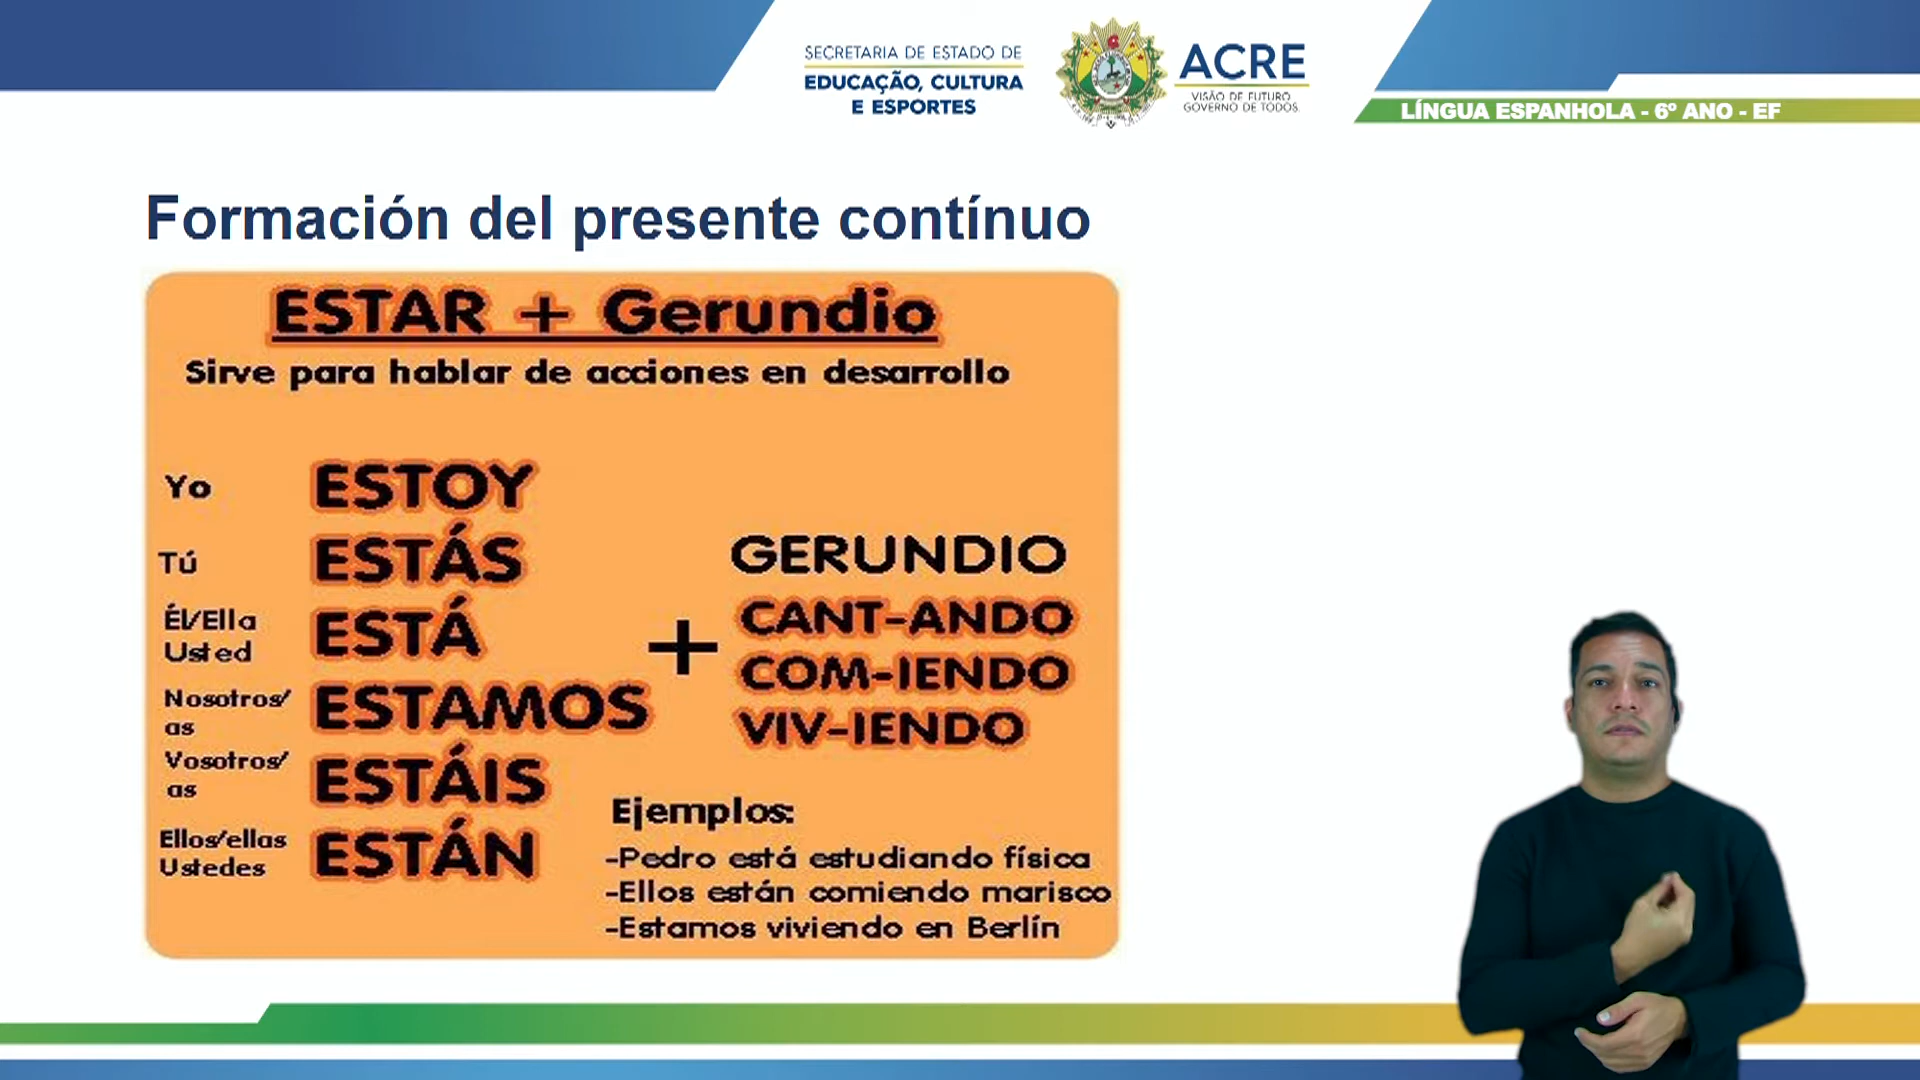 SECRETARIA DE ESTADO DE
EDUCAÇÃO, CULTURA
E ESPORTES
ACRE
VISÃO DE FUTURO
GOVERNO DE TODOS
LÍNGUA ESPANHOLA - 6º ANO - EF
Formación del presente contínuo
ESTAR + Gerundio
Sirve para hablar de acciones en desarrollo
Yo ESTOY
Tú ESTÁS
Él/Ella
Usted
ESTÁ
Nosotros/
as
ESTAMOS
Vosotros/
as
ESTÁIS
Ellos/ellas
Ustedes
ESTÁN
+
GERUNDIO
CANT-ANDO
COM-IENDO
VIV-IENDO
Ejemplos:
-Pedro está estudiando física
-Ellos están comiendo marisco
-Estamos viviendo en Berlín